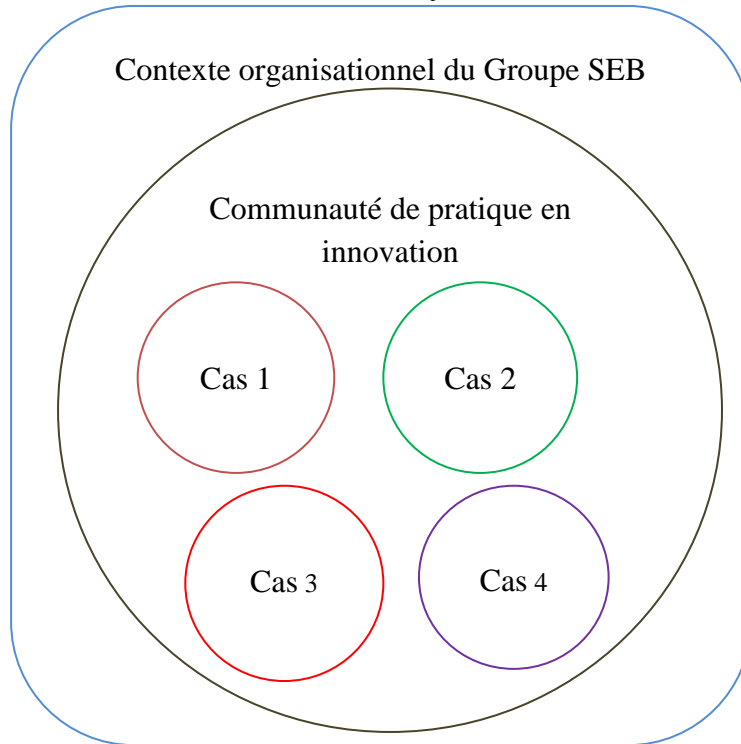 Contexte organisationnel du Groupe SEB
Communauté de pratique en
innovation
Cas 1
Cas 2
Cas 3
Cas 4